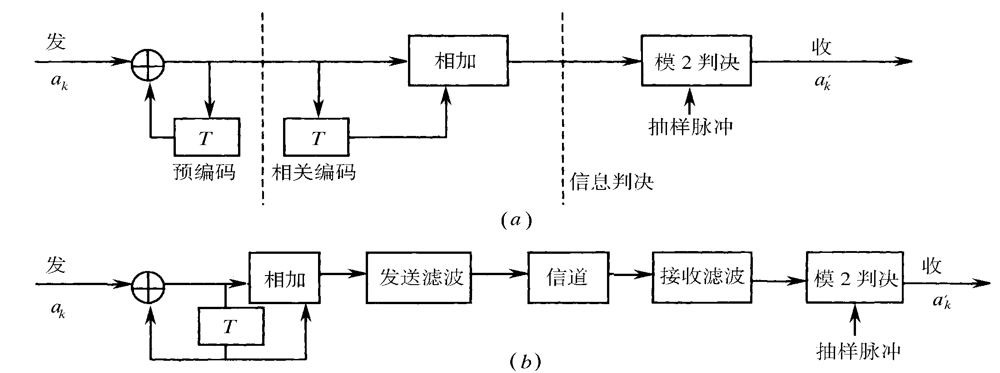 发
a_k
相加
模 2 判决
收
a′_k
抽样脉冲
T
T
预编码
相关编码
信息判决
(a)
发
a_k
相加
发送滤波
信道
接收滤波
模 2 判决
收
a′_k
T
抽样脉冲
(b)